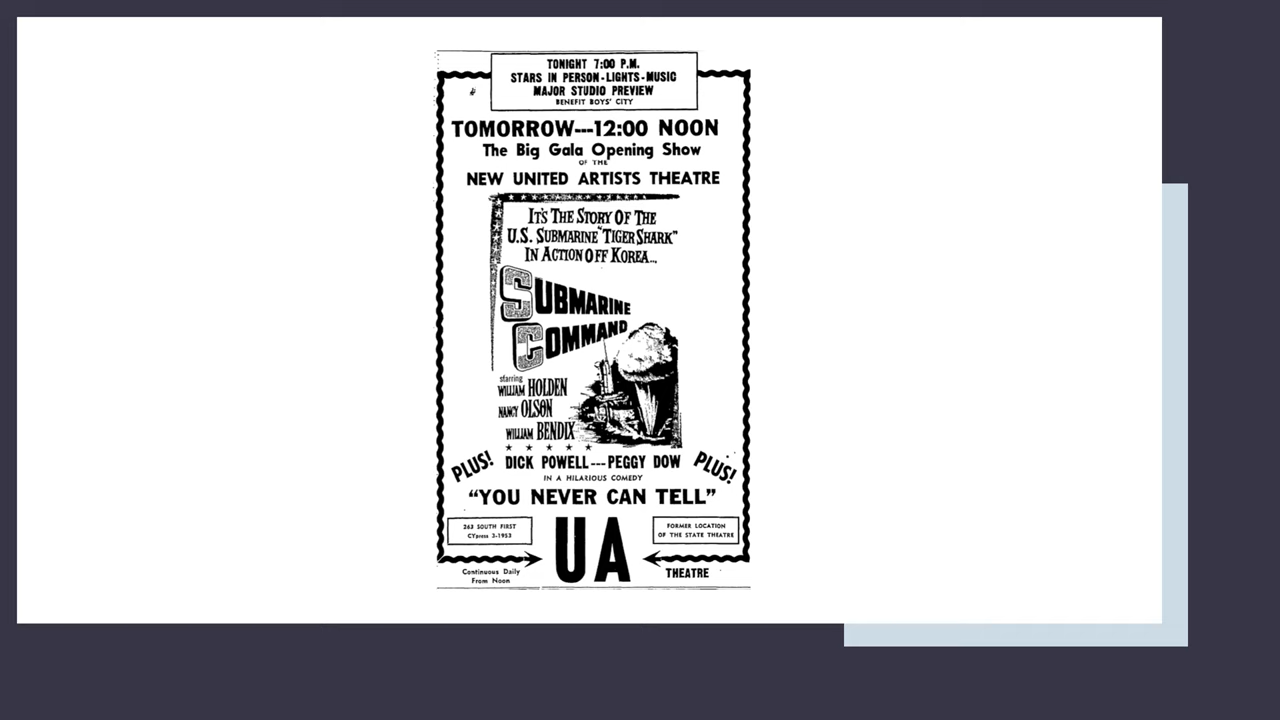 TONIGHT 7:00 P.M.
STARS IN PERSON-LIGHTS-MUSIC
MAJOR STUDIO PREVIEW
BENEFIT BOYS' CITY
TOMORROW---12:00 NOON
The Big Gala Opening Show
OF THE
NEW UNITED ARTISTS THEATRE
IT'S THE STORY OF THE
U.S. SUBMARINE "TIGER SHARK"
IN ACTION OFF KOREA...
SUBMARINE
COMMAND
starring
WILLIAM HOLDEN
NANCY OLSON
WILLIAM BENDIX
PLUS! DICK POWELL---PEGGY DOW PLUS!
IN A HILARIOUS COMEDY
"YOU NEVER CAN TELL"
263 SOUTH FIRST
CYpress 3-1953
UA
FORMER LOCATION
OF THE STATE THEATRE
Continuous Daily
From Noon
THEATRE